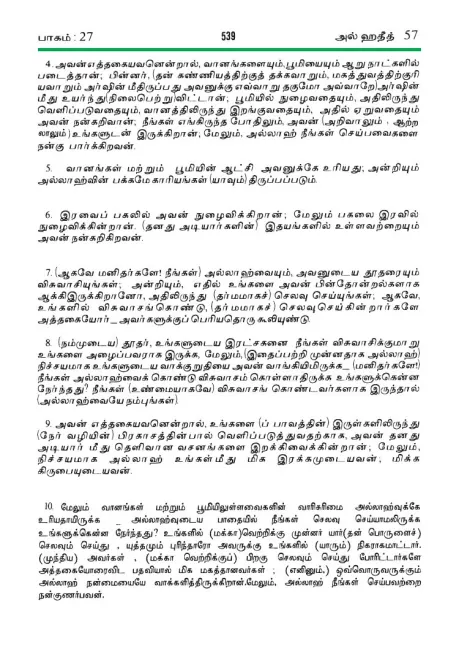 பாகம் : 27 539 அல் ஹதீத் 57
4. அவன் எத்தகையவனென்றால், வானங்களையும், பூமியையும் ஆறு நாட்களில்
படைத்தான்; பின்னர், (தன் கண்ணியத்திற்குத் தக்கவாறும், மகத்துவத்திற்குரி
யவாறும் அர்ஷின் மீதிருப்பது அவனுக்கு எவ்வாறு தகுமோ அவ்வாறே) அர்ஷின்
மீது உயர்ந்து(நிலைபெற்று)விட்டான்; பூமியில் நுழைவதையும், அதிலிருந்து
வெளிப்படுவதையும், வானத்திலிருந்து இறங்குவதையும், அதில் ஏறுவதையும்
அவன் நன்கறிவான்; நீங்கள் எங்கிருந்த போதிலும், அவன் (அறிவாலும் , ஆற்ற
லாலும்) உங்களுடன் இருக்கிறான்; மேலும், அல்லாஹ் நீங்கள் செய்பவைகளை
நன்கு பார்க்கிறவன்.
5. வானங்கள் மற்றும் பூமியின் ஆட்சி அவனுக்கே உரியது; அன்றியும்
அல்லாஹ்வின் பக்கமே காரியங்கள் (யாவும்) திருப்பப்படும்.
6. இரவைப் பகலில் அவன் நுழைவிக்கிறான்; மேலும் பகலை இரவில்
நுழைவிக்கிறான். (தனது அடியார்களின்) இதயங்களில் உள்ளவற்றையும்
அவன் நன்கறிகிறவன்.
7. (ஆகவே மனிதர்களே! நீங்கள்) அல்லாஹ்வையும், அவனுடைய தூதரையும்
விசுவாசியுங்கள்; அன்றியும், எதில் உங்களை அவன் பின்தோன்றல்களாக
ஆக்கி இருக்கிறானோ, அதிலிருந்து (தர்மமாகச்) செலவு செய்யுங்கள்; ஆகவே,
உங்களில் விசுவாசங்கொண்டு, (தர்மமாகச்) செலவு செய்கின்றார்களே
அத்தகையோர் _ அவர்களுக்குப் பெரியதொரு கூலியுண்டு.
8. (நம்முடைய) தூதர், உங்களுடைய இரட்சகனை நீங்கள் விசுவாசிக்குமாறு
உங்களை அழைப்பவராக இருக்க, மேலும், (இதைப்பற்றி முன்னதாக அல்லாஹ்)
நிச்சயமாக உங்களுடைய வாக்குறுதியை அவன் வாங்கியிமிருக்க _ (மனிதர்களே!)
நீங்கள் அல்லாஹ்வைக் கொண்டு விசுவாசம் கொள்ளாதிருக்க உங்களுக்கென்ன
நேர்ந்தது? நீங்கள் (உண்மையாகவே) விசுவாசங் கொண்டவர்களாக இருந்தால்
(அல்லாஹ்வையே நம்புங்கள்).
9. அவன் எத்தகையவனென்றால், உங்களை (ப் பாவத்தின்) இருள்களிலிருந்து
(நேர் வழியின்) பிரகாசத்தின்பால் வெளிப்படுத்துவதற்காக, அவன் தனது
அடியார் மீது தெளிவான வசனங்களை இறக்கிவைக்கின்றான்; மேலும்,
நிச்சயமாக அல்லாஹ் உங்கள்மீது மிக இரக்கமுடையவன், மிக்க
கிருபையுடையவன்.
10. மேலும் வானங்கள் மற்றும் பூமியிலுள்ளவைகளின் வாரிசுரிமை அல்லாஹ்வுக்கே
உரியதாயிருக்க _ அல்லாஹ்வுடைய பாதையில் நீங்கள் செலவு செய்யாமலிருக்க
உங்களுக்கென்ன நேர்ந்தது? உங்களில் (மக்கா)வெற்றிக்கு முன்னர் யார்(தன் பொருளைச்)
செலவும் செய்து , யுத்தமும் புரிந்தாரோ அவருக்கு உங்களில் (யாரும்) நிகராகமாட்டார்.
(முந்திய) அவர்கள் , (மக்கா வெற்றிக்குப்) பிறகு செலவும் செய்து போரிட்டார்களே
அத்தகையோரைவிட பதவியால் மிக மகத்தானவர்கள் ; (எனினும்,) ஒவ்வொருவருக்கும்
அல்லாஹ் நன்மையையே வாக்களித்திருக்கிறான்.மேலும், அல்லாஹ் நீங்கள் செய்பவற்றை
நன்குணர்பவன்.